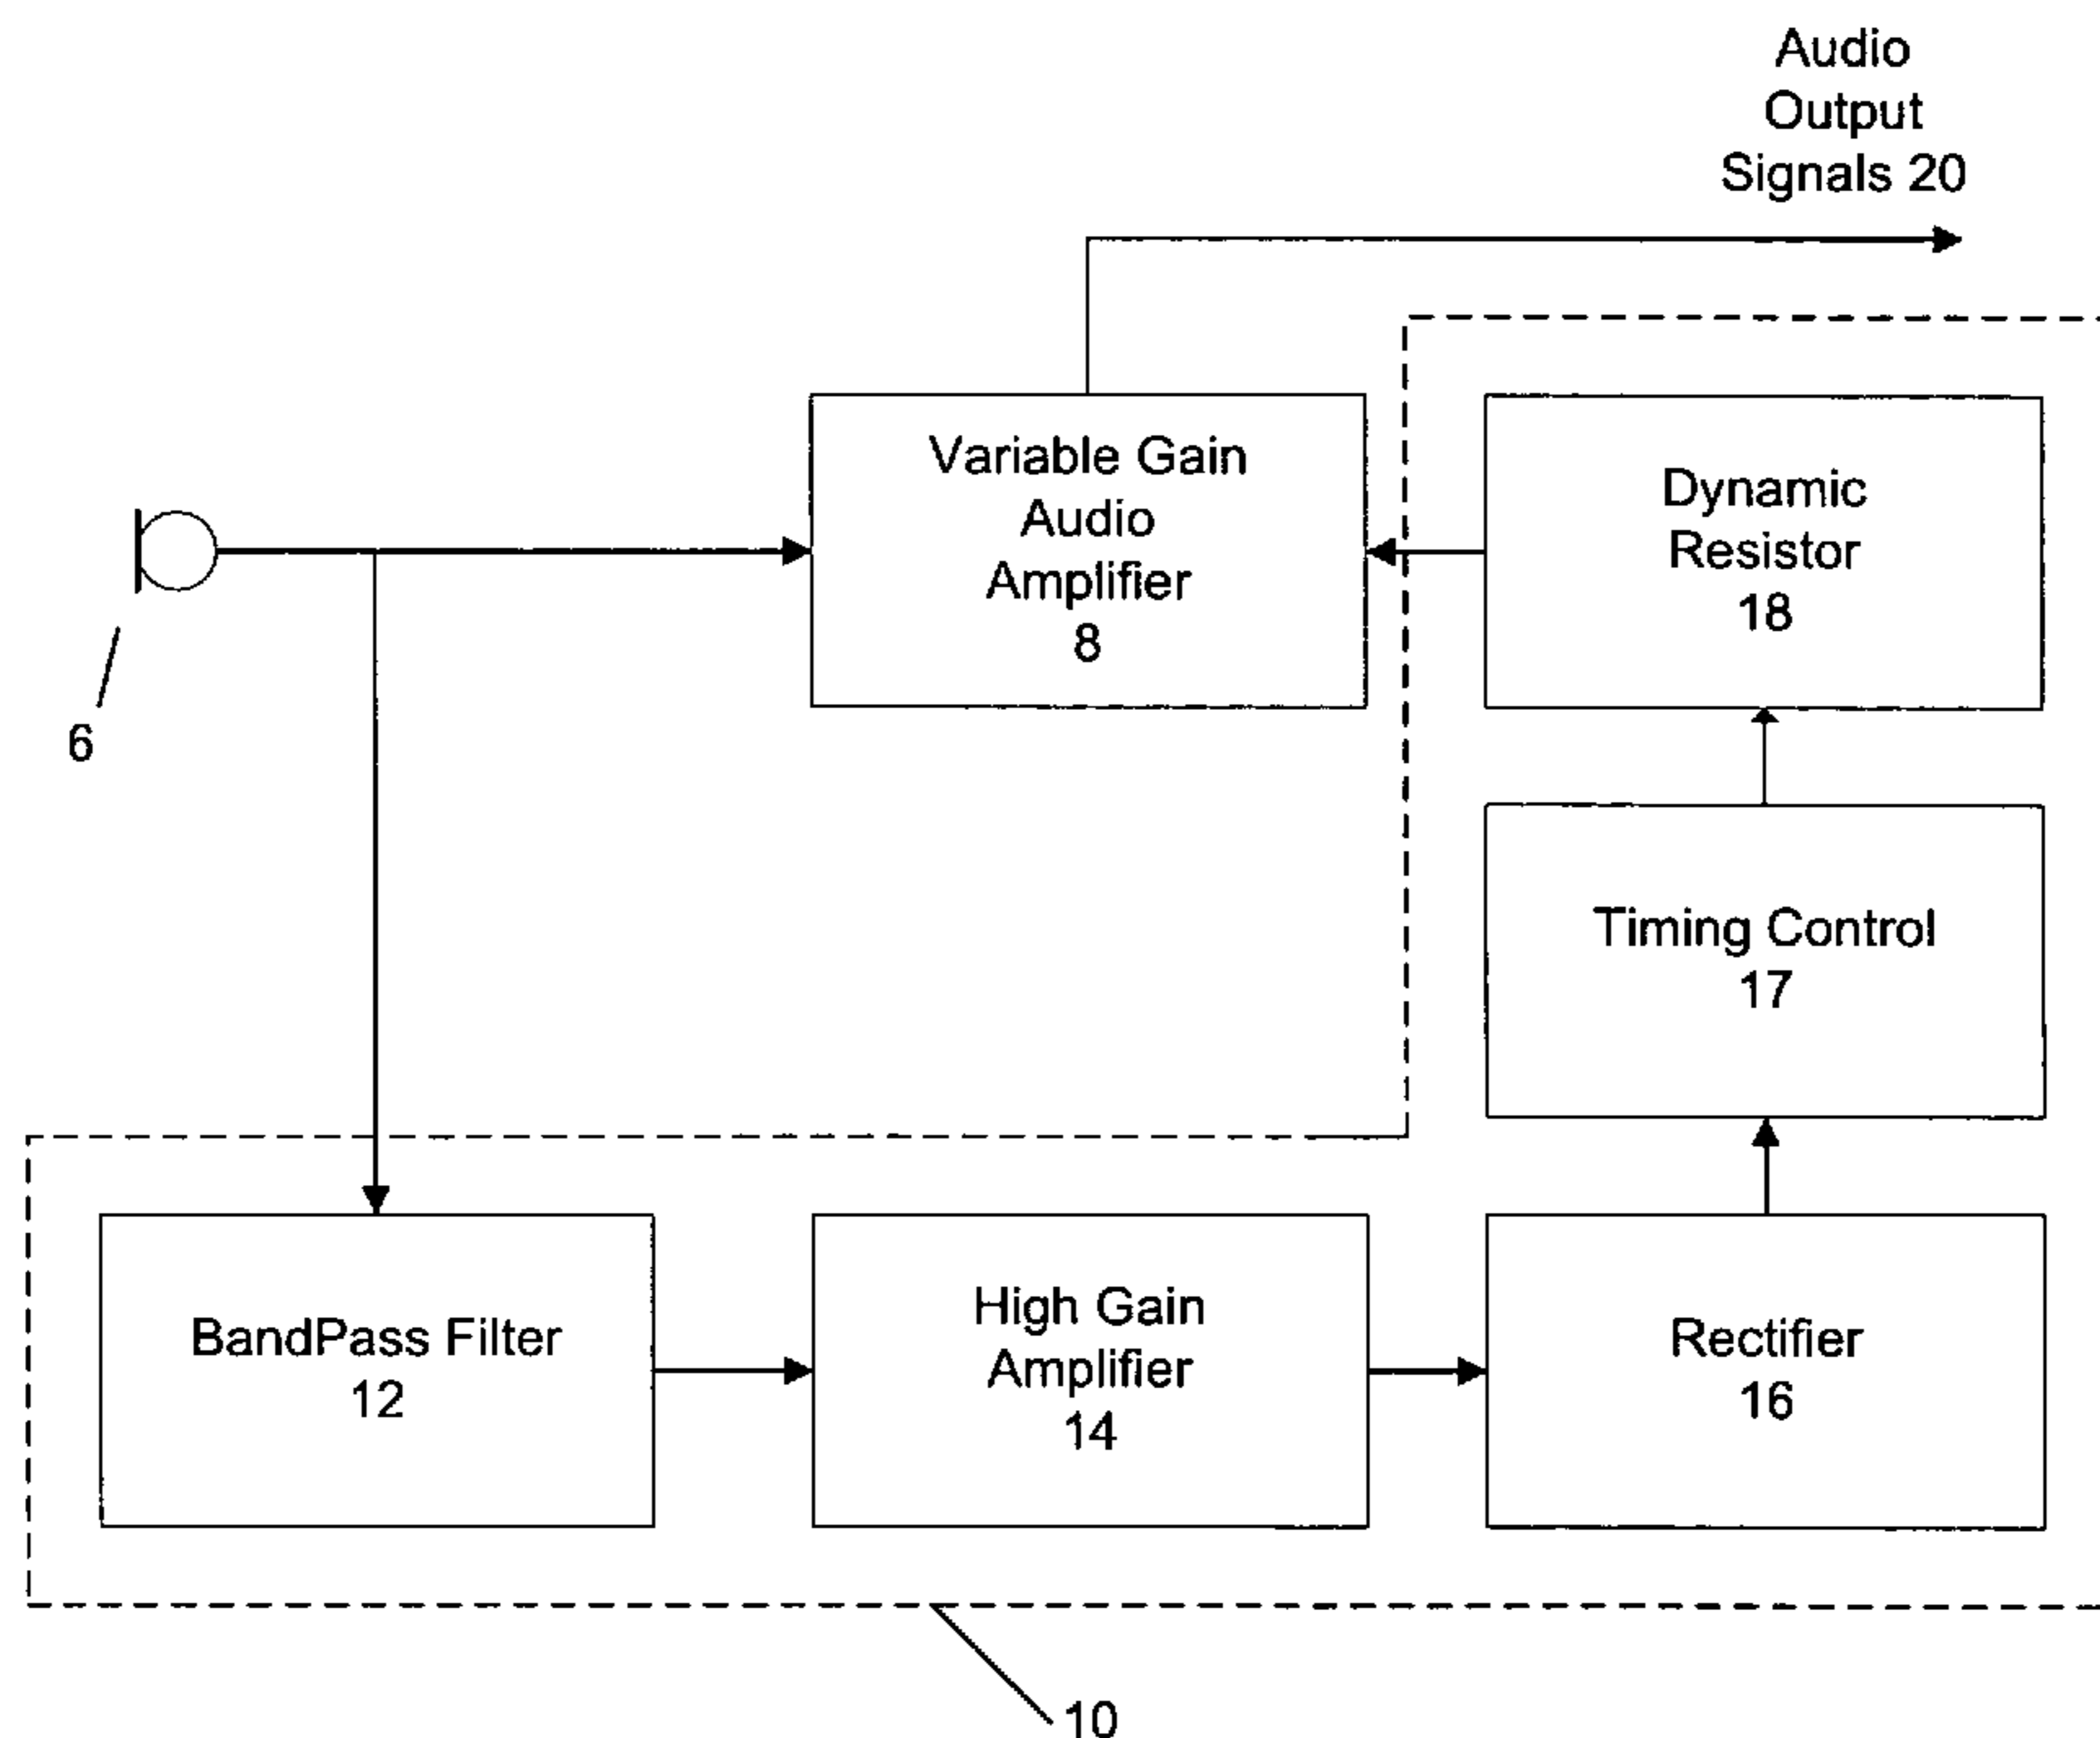 Audio
Output
Signals 20
Variable Gain
Audio
Amplifier
8
Dynamic
Resistor
18
6
Timing Control
17
BandPass Filter
12
High Gain
Amplifier
14
Rectifier
16
10